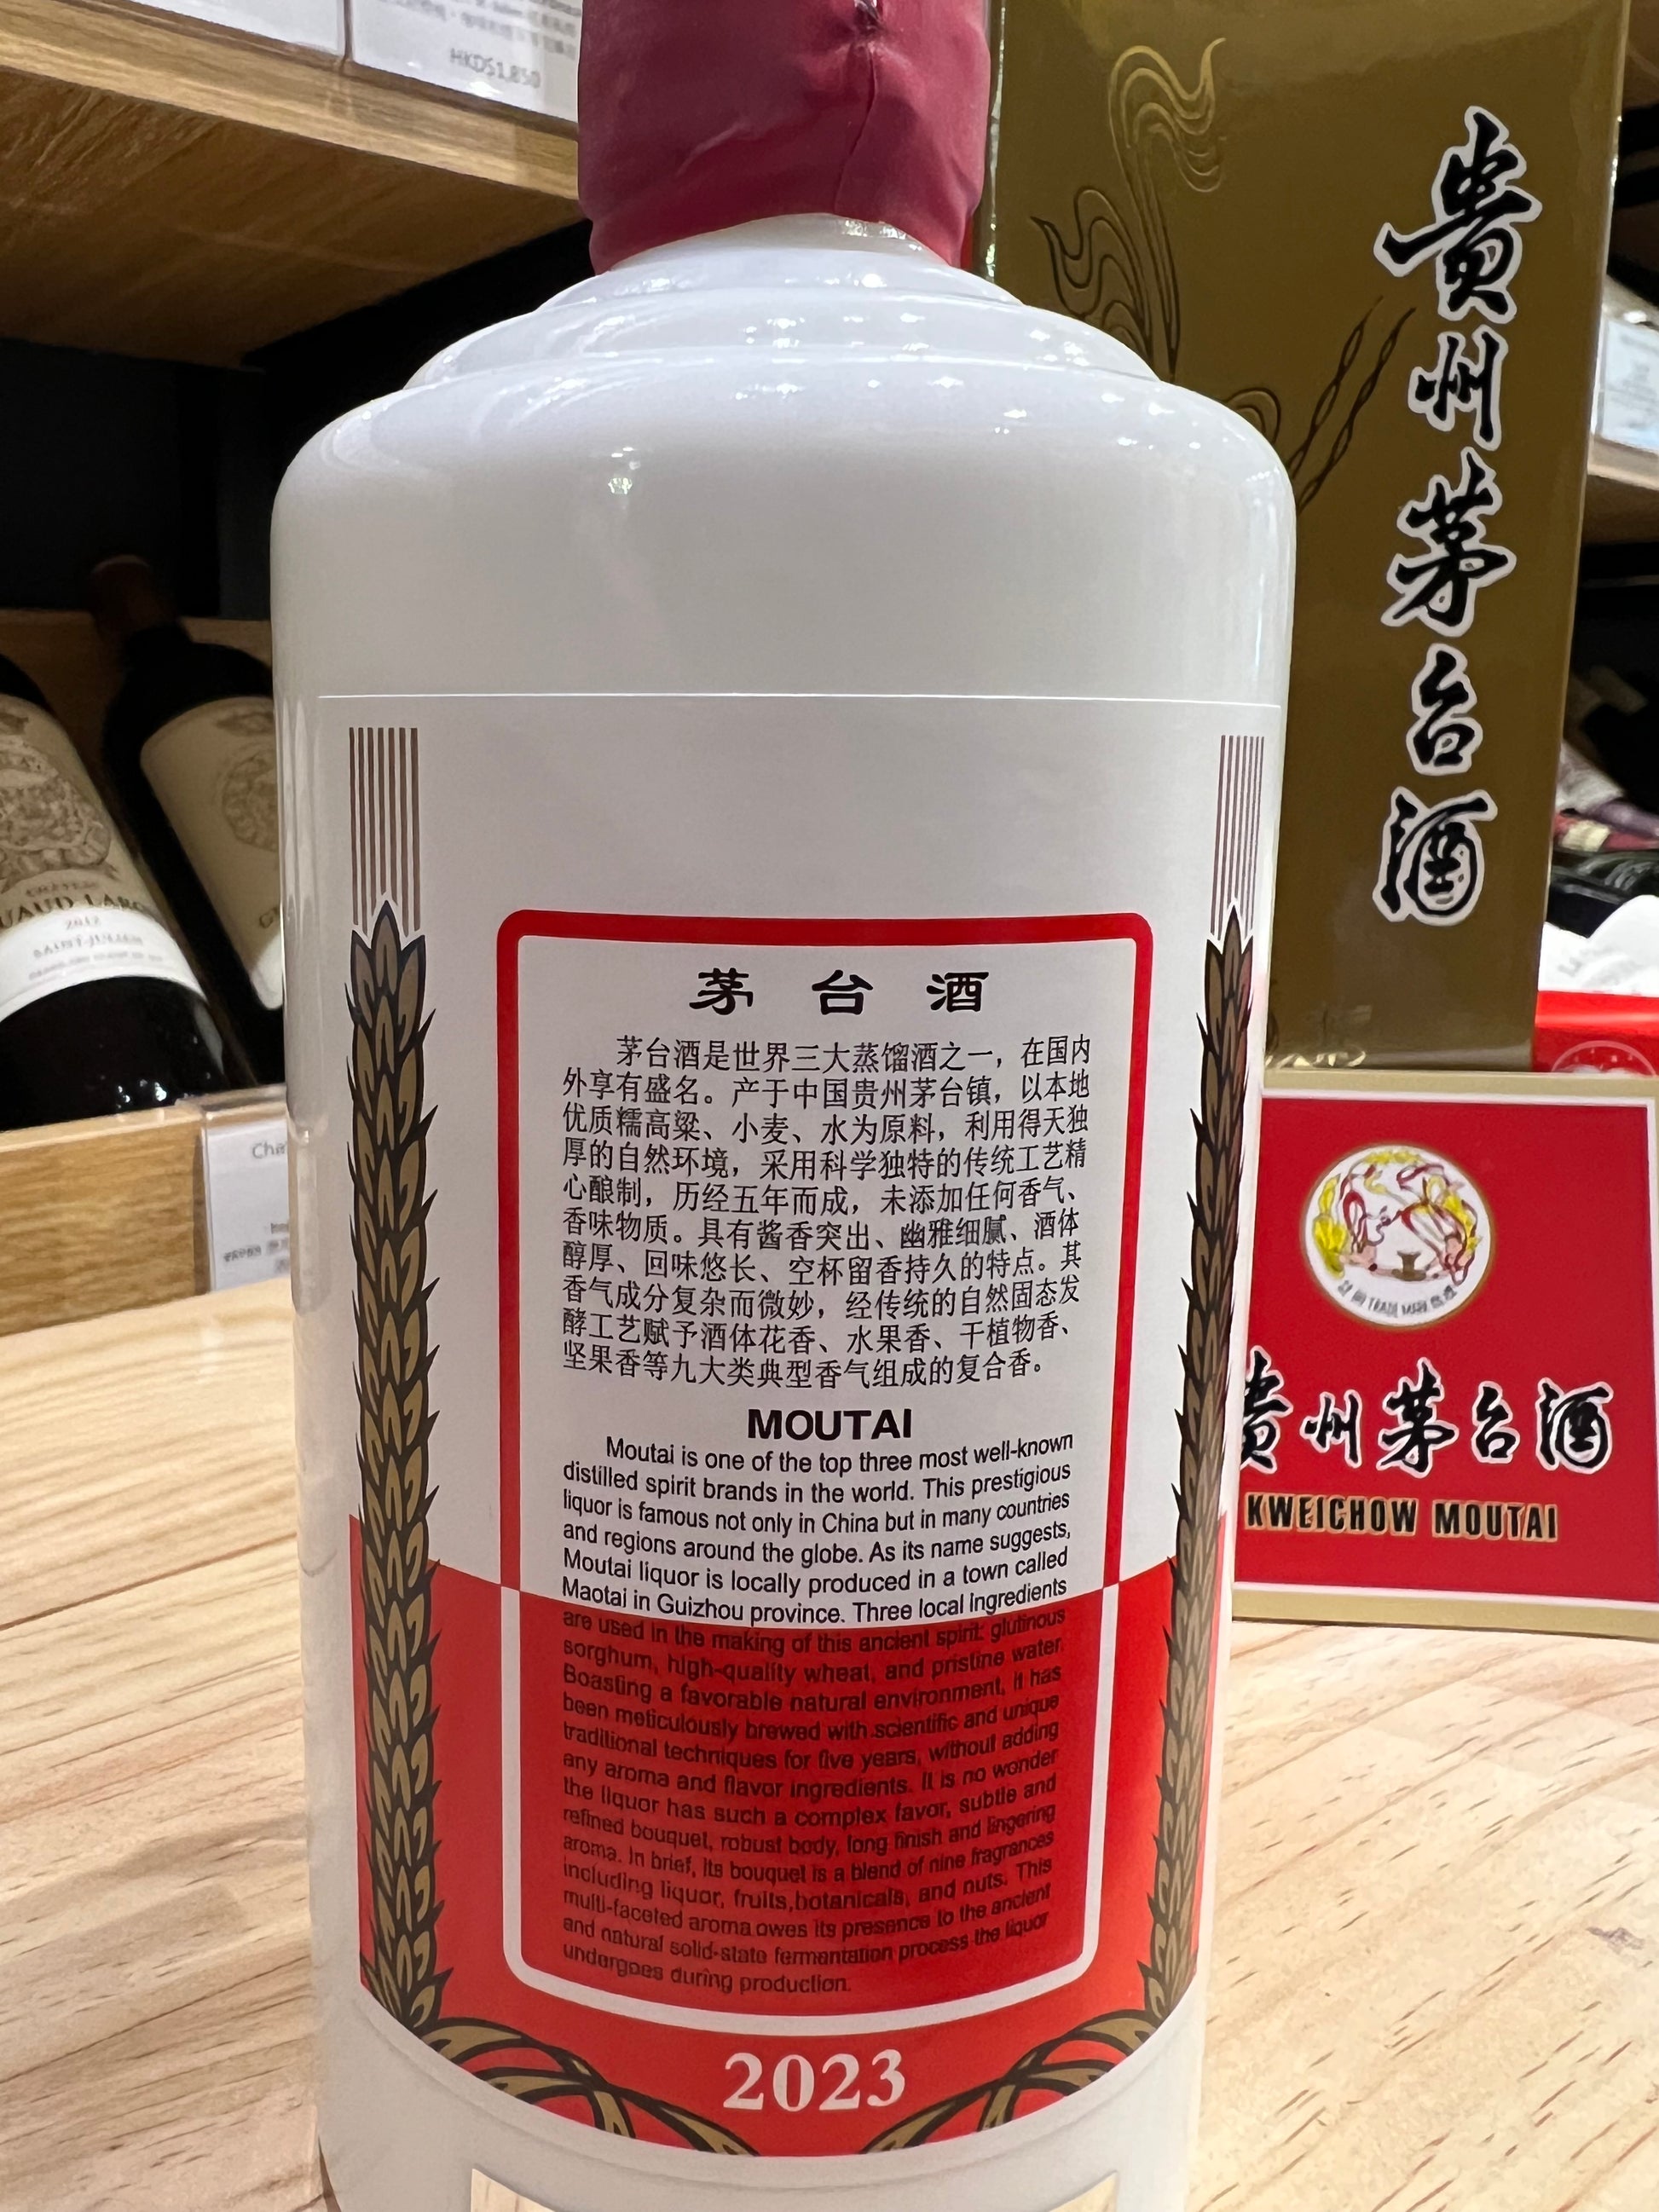 HKD$1,850
貴州茅台酒
茅台酒
茅台酒是世界三大蒸馏酒之一，在国内
外享有盛名。产于中国贵州茅台镇，以本地
优质糯高粱、小麦、水为原料，利用得天独
厚的自然环境，采用科学独特的传统工艺精
心酿制，历经五年而成，未添加任何香气、
香味物质。具有酱香突出、幽雅细腻、酒体
醇厚、回味悠长、空杯留香持久的特点。其
香气成分复杂而微妙，经传统的自然固态发
酵工艺赋予酒体花香、水果香、干植物香、
坚果香等九大类典型香气组成的复合香。
MOUTAI
Moutai is one of the top three most well-known
distilled spirit brands in the world. This prestigious
liquor is famous not only in China but in many countries
and regions around the globe. As its name suggests,
Moutai liquor is locally produced in a town called
Maotai in Guizhou province. Three local ingredients
are used in the making of this ancient spirit: glutinous
sorghum, high-quality wheat, and pristine water.
Boasting a favorable natural environment, it has
been meticulously brewed with scientific and unique
traditional techniques for five years, without adding
any aroma and flavor ingredients. It is no wonder
the liquor has such a complex favor, subtle and
refined bouquet, robust body, long finish and lingering
aroma. In brief, its bouquet is a blend of nine fragrances
including liquor, fruits,botanicals, and nuts. This
multi-faceted aroma owes its presence to the ancient
and natural solid-state fermentation process the liquor
undergoes during production.
2023
TRADE MARK
貴州茅台酒
KWEICHOW MOUTAI
CHATEAU
2012
SAINT-JULIEN